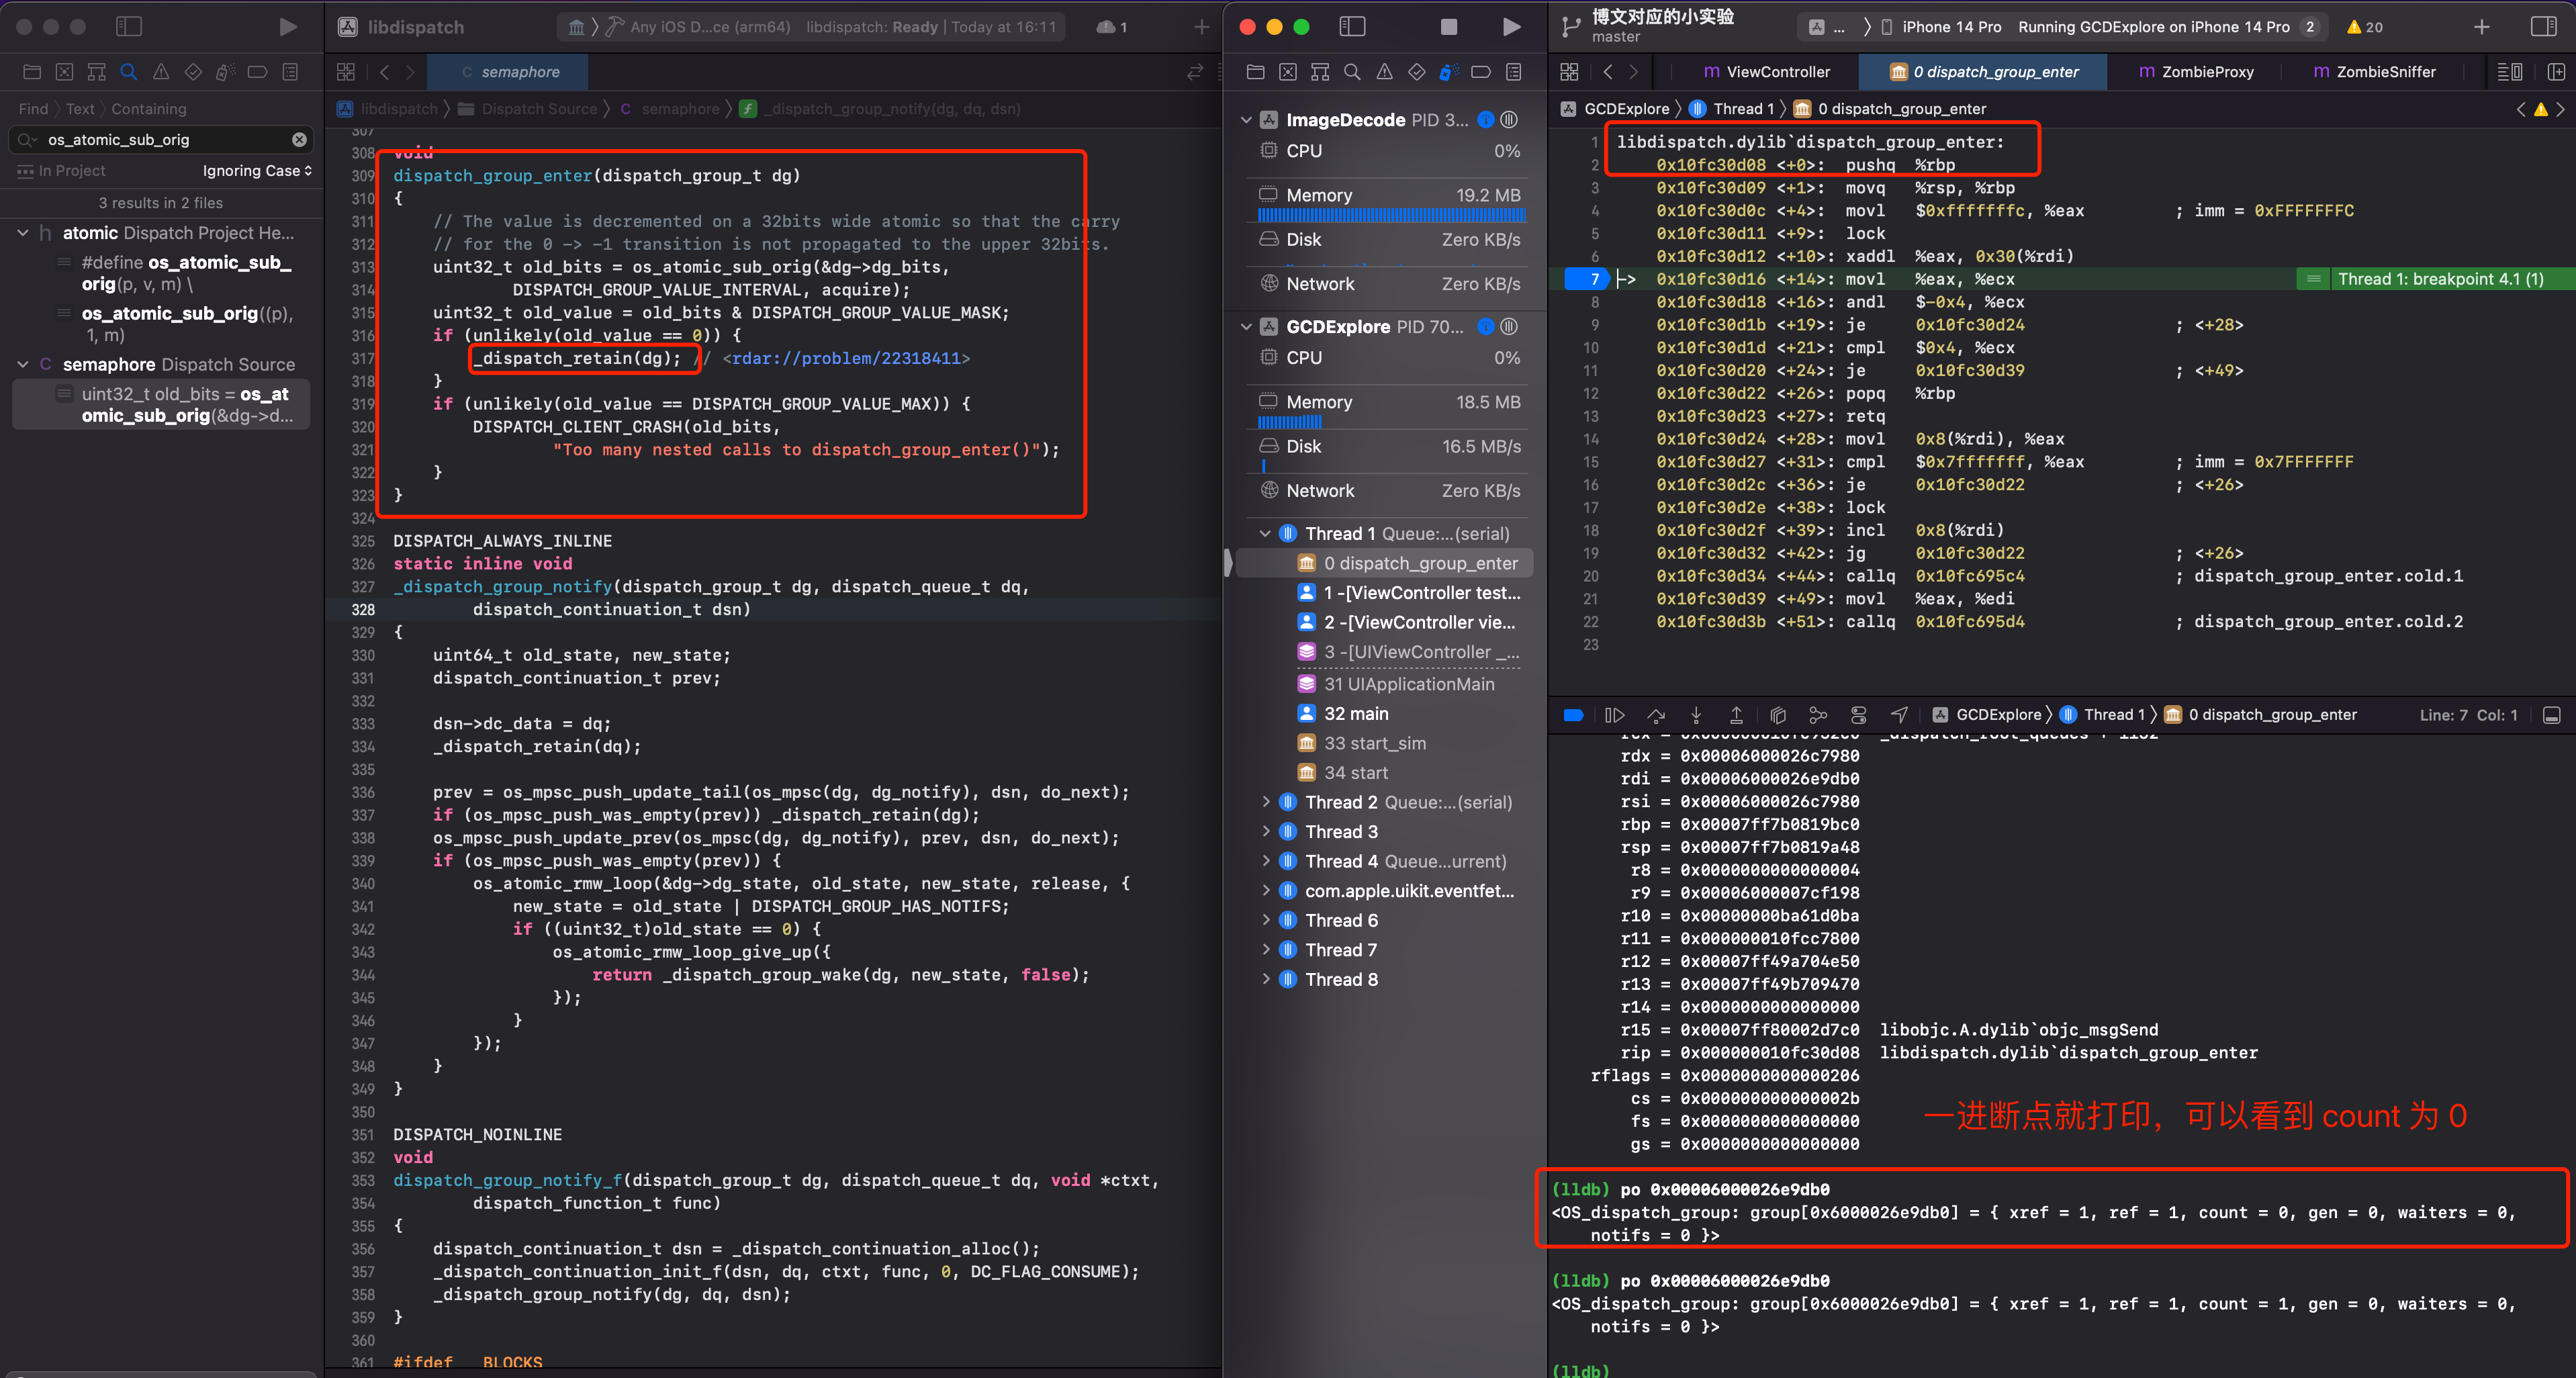 libdispatch
Any iOS D...ce (arm64)
libdispatch: Ready | Today at 16:11
1
semaphore
Find
Text
Containing
os_atomic_sub_orig
In Project
Ignoring Case
3 results in 2 files
atomic Dispatch Project He...
#define os_atomic_sub_
orig(p, v, m) \
os_atomic_sub_orig((p),
1, m)
semaphore Dispatch Source
uint32_t old_bits = os_at
omic_sub_orig(&dg->d...
libdispatch
Dispatch Source
semaphore
_dispatch_group_notify(dg, dq, dsn)
307
308 void
309 dispatch_group_enter(dispatch_group_t dg)
310 {
311 // The value is decremented on a 32bits wide atomic so that the carry
312 // for the 0 -> -1 transition is not propagated to the upper 32bits.
313 uint32_t old_bits = os_atomic_sub_orig(&dg->dg_bits,
314 DISPATCH_GROUP_VALUE_INTERVAL, acquire);
315 uint32_t old_value = old_bits & DISPATCH_GROUP_VALUE_MASK;
316 if (unlikely(old_value == 0)) {
317 _dispatch_retain(dg); // <rdar://problem/22318411>
318 }
319 if (unlikely(old_value == DISPATCH_GROUP_VALUE_MAX)) {
320 DISPATCH_CLIENT_CRASH(old_bits,
321 "Too many nested calls to dispatch_group_enter()");
322 }
323 }
324
325 DISPATCH_ALWAYS_INLINE
326 static inline void
327 _dispatch_group_notify(dispatch_group_t dg, dispatch_queue_t dq,
328 dispatch_continuation_t dsn)
329 {
330 uint64_t old_state, new_state;
331 dispatch_continuation_t prev;
332
333 dsn->dc_data = dq;
334 _dispatch_retain(dq);
335
336 prev = os_mpsc_push_update_tail(os_mpsc(dg, dg_notify), dsn, do_next);
337 if (os_mpsc_push_was_empty(prev)) _dispatch_retain(dg);
338 os_mpsc_push_update_prev(os_mpsc(dg, dg_notify), prev, dsn, do_next);
339 if (os_mpsc_push_was_empty(prev)) {
340 os_atomic_rmw_loop(&dg->dg_state, old_state, new_state, release, {
341 new_state = old_state | DISPATCH_GROUP_HAS_NOTIFS;
342 if ((uint32_t)old_state == 0) {
343 os_atomic_rmw_loop_give_up({
344 return _dispatch_group_wake(dg, new_state, false);
345 });
346 }
347 });
348 }
349 }
350
351 DISPATCH_NOINLINE
352 void
353 dispatch_group_notify_f(dispatch_group_t dg, dispatch_queue_t dq, void *ctxt,
354 dispatch_function_t func)
355 {
356 dispatch_continuation_t dsn = _dispatch_continuation_alloc();
357 _dispatch_continuation_init_f(dsn, dq, ctxt, func, 0, DC_FLAG_CONSUME);
358 _dispatch_group_notify(dg, dq, dsn);
359 }
360
361 #ifdef __BLOCKS__
ImageDecode PID 3...
CPU 0%
Memory 19.2 MB
Disk Zero KB/s
Network Zero KB/s
GCDExplore PID 70...
CPU 0%
Memory 18.5 MB
Disk 16.5 MB/s
Network Zero KB/s
Thread 1 Queue:...(serial)
0 dispatch_group_enter
1 -[ViewController test...
2 -[ViewController vie...
3 -[UIViewController _...
31 UIApplicationMain
32 main
33 start_sim
34 start
Thread 2 Queue:...(serial)
Thread 3
Thread 4 Queue...urrent)
com.apple.uikit.eventfet...
Thread 6
Thread 7
Thread 8
博文对应的小实验
master
...
iPhone 14 Pro
Running GCDExplore on iPhone 14 Pro
2
20
ViewController
0 dispatch_group_enter
ZombieProxy
ZombieSniffer
GCDExplore
Thread 1
0 dispatch_group_enter
1 libdispatch.dylib`dispatch_group_enter:
2 0x10fc30d08 <+0>: pushq %rbp
3 0x10fc30d09 <+1>: movq %rsp, %rbp
4 0x10fc30d0c <+4>: movl $0xfffffffc, %eax ; imm = 0xFFFFFFFC
5 0x10fc30d11 <+9>: lock
6 0x10fc30d12 <+10>: xaddl %eax, 0x30(%rdi)
7 -> 0x10fc30d16 <+14>: movl %eax, %ecx
Thread 1: breakpoint 4.1 (1)
8 0x10fc30d18 <+16>: andl $-0x4, %ecx
9 0x10fc30d1b <+19>: je 0x10fc30d24 ; <+28>
10 0x10fc30d1d <+21>: cmpl $0x4, %ecx
11 0x10fc30d20 <+24>: je 0x10fc30d39 ; <+49>
12 0x10fc30d22 <+26>: popq %rbp
13 0x10fc30d23 <+27>: retq
14 0x10fc30d24 <+28>: movl 0x8(%rdi), %eax
15 0x10fc30d27 <+31>: cmpl $0x7fffffff, %eax ; imm = 0x7FFFFFFF
16 0x10fc30d2c <+36>: je 0x10fc30d22 ; <+26>
17 0x10fc30d2e <+38>: lock
18 0x10fc30d2f <+39>: incl 0x8(%rdi)
19 0x10fc30d32 <+42>: jg 0x10fc30d22 ; <+26>
20 0x10fc30d34 <+44>: callq 0x10fc695c4 ; dispatch_group_enter.cold.1
21 0x10fc30d39 <+49>: movl %eax, %edi
22 0x10fc30d3b <+51>: callq 0x10fc695d4 ; dispatch_group_enter.cold.2
23
GCDExplore
Thread 1
0 dispatch_group_enter
Line: 7 Col: 1
rdx = 0x00006000026c7980
rdi = 0x00006000026e9db0
rsi = 0x00006000026c7980
rbp = 0x00007ff7b0819bc0
rsp = 0x00007ff7b0819a48
r8 = 0x0000000000000004
r9 = 0x00006000007cf198
r10 = 0x00000000ba61d0ba
r11 = 0x000000010fcc7800
r12 = 0x00007ff49a704e50
r13 = 0x00007ff49b709470
r14 = 0x0000000000000000
r15 = 0x00007ff80002d7c0 libobjc.A.dylib`objc_msgSend
rip = 0x000000010fc30d08 libdispatch.dylib`dispatch_group_enter
rflags = 0x0000000000000206
cs = 0x000000000000002b
fs = 0x0000000000000000
gs = 0x0000000000000000
一进断点就打印，可以看到 count 为 0
(lldb) po 0x00006000026e9db0
<OS_dispatch_group: group[0x6000026e9db0] = { xref = 1, ref = 1, count = 0, gen = 0, waiters = 0,
notifs = 0 }>
(lldb) po 0x00006000026e9db0
<OS_dispatch_group: group[0x6000026e9db0] = { xref = 1, ref = 1, count = 1, gen = 0, waiters = 0,
notifs = 0 }>
(lldb)